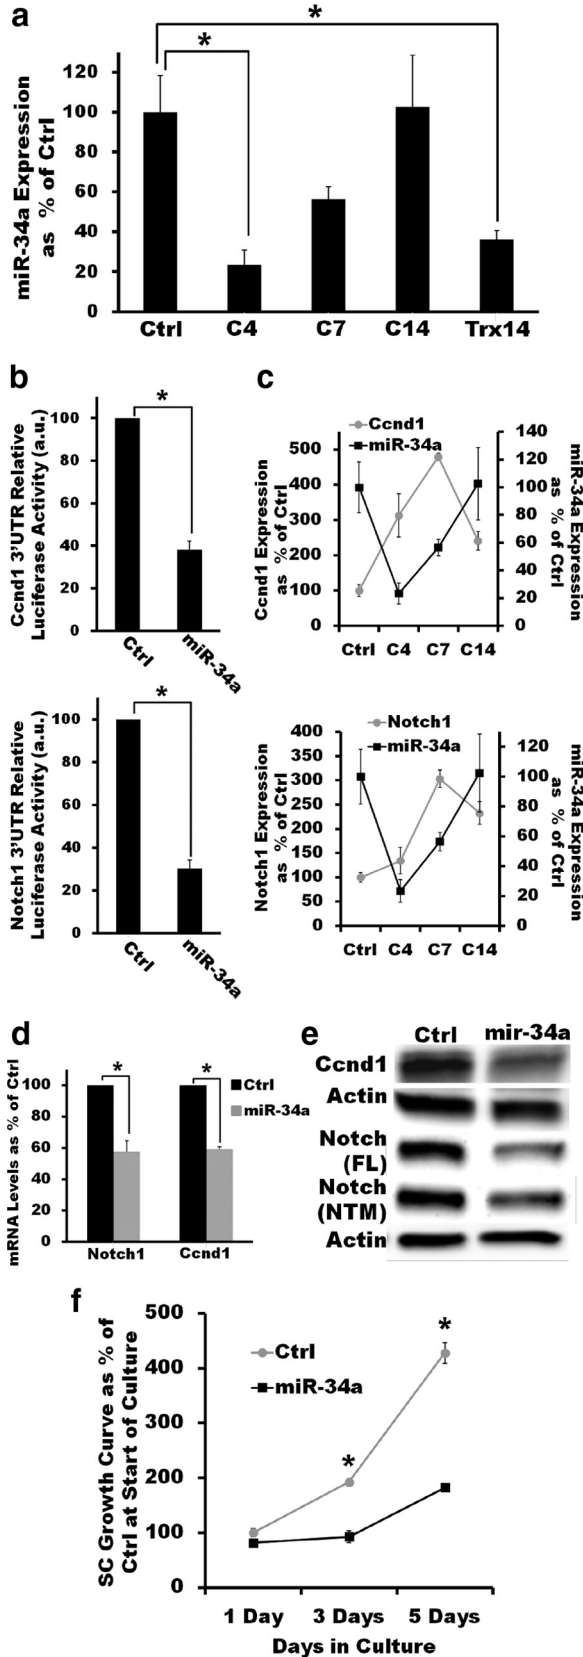 a
*
*
miR-34a Expression
as % of Ctrl
120
100
80
60
40
20
0
Ctrl C4 C7 C14 Trx14
b
*
Ccnd1 3'UTR Relative
Luciferase Activity (a.u.)
100
80
60
40
20
0
Ctrl
miR-34a
*
Notch1 3'UTR Relative
Luciferase Activity (a.u.)
100
80
60
40
20
0
Ctrl
miR-34a
c
Ccnd1
miR-34a
Ccnd1 Expression
as % of Ctrl
500
400
300
200
100
0
140
120
100
80
60
40
20
0
miR-34a Expression
as % of Ctrl
Ctrl C4 C7 C14
Notch1
miR-34a
Notch1 Expression
as % of Ctrl
400
350
300
250
200
150
100
50
0
120
100
80
60
40
20
0
miR-34a Expression
as % of Ctrl
Ctrl C4 C7 C14
d
mRNA Levels as % of Ctrl
100
80
60
40
20
0
*
*
Ctrl
miR-34a
Notch1 Ccnd1
e
Ctrl mir-34a
Ccnd1
Actin
Notch
(FL)
Notch
(NTM)
Actin
f
SC Growth Curve as % of
Ctrl at Start of Culture
500
400
300
200
100
0
Ctrl
miR-34a
*
*
1 Day 3 Days 5 Days
Days in Culture